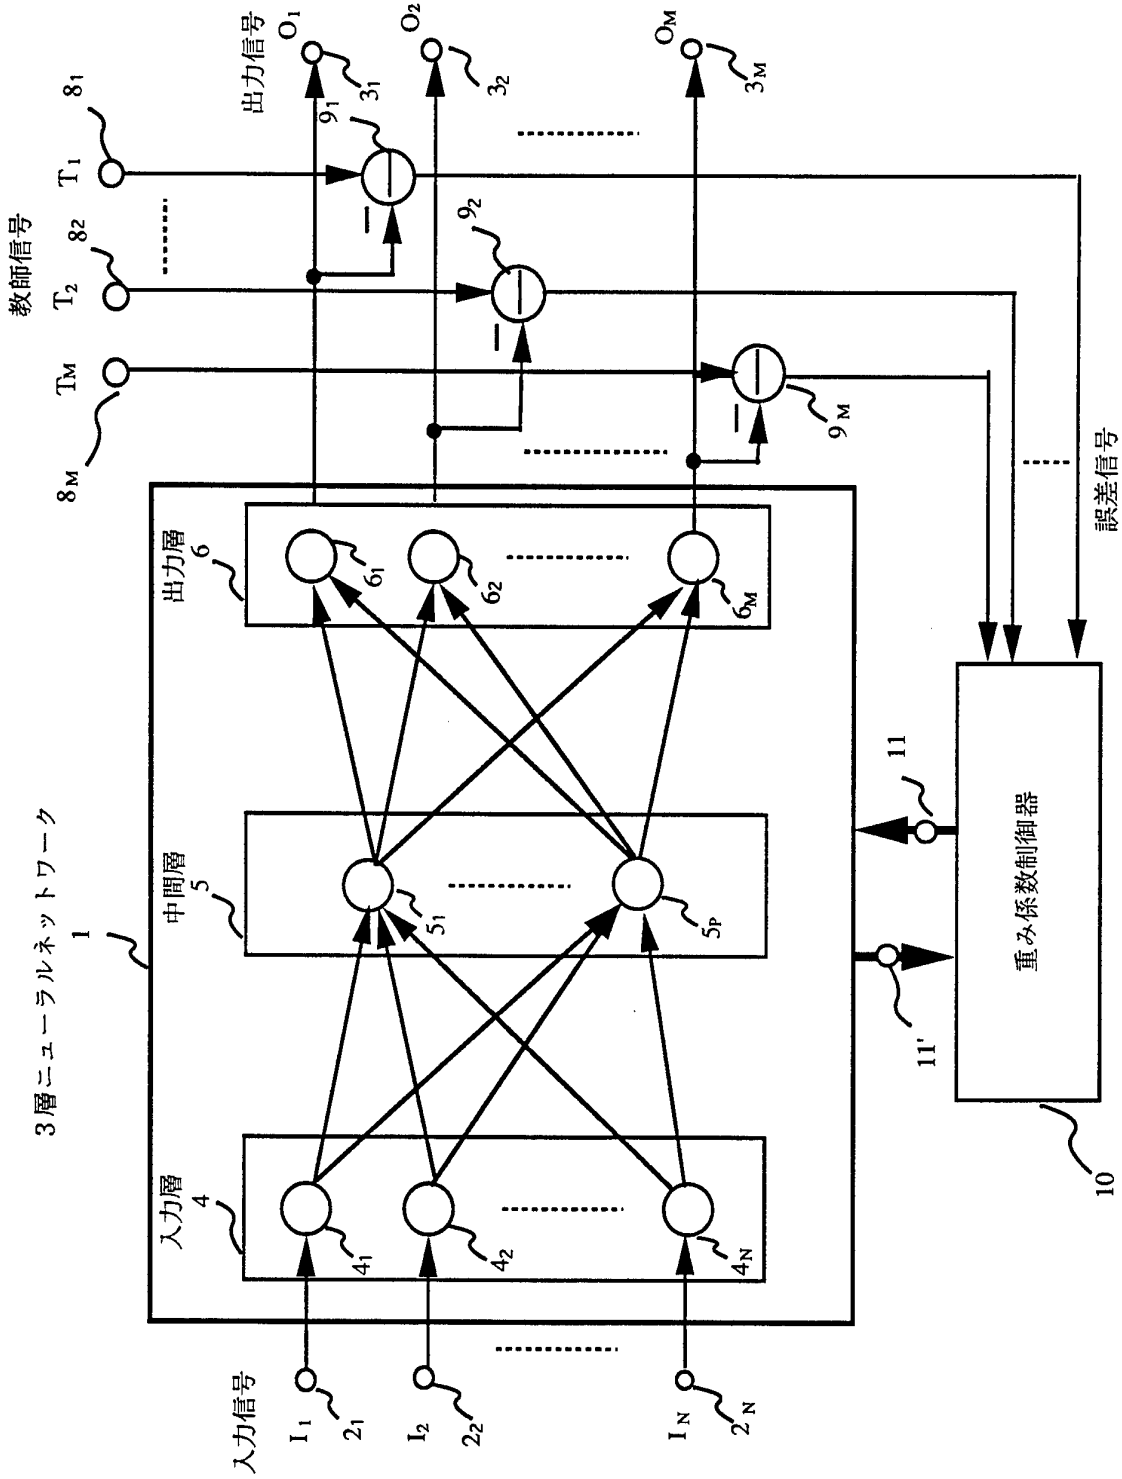 3層ニューラルネットワーク
1
教師信号
T1
T2
TM
81
82
8M
出力信号
O1
O2
OM
31
32
3M
91
92
9M
入力層
4
中間層
5
出力層
6
41
42
4N
51
5P
61
62
6M
入力信号
I1
I2
IN
21
22
2N
11'
11
誤差信号
重み係数制御器
10